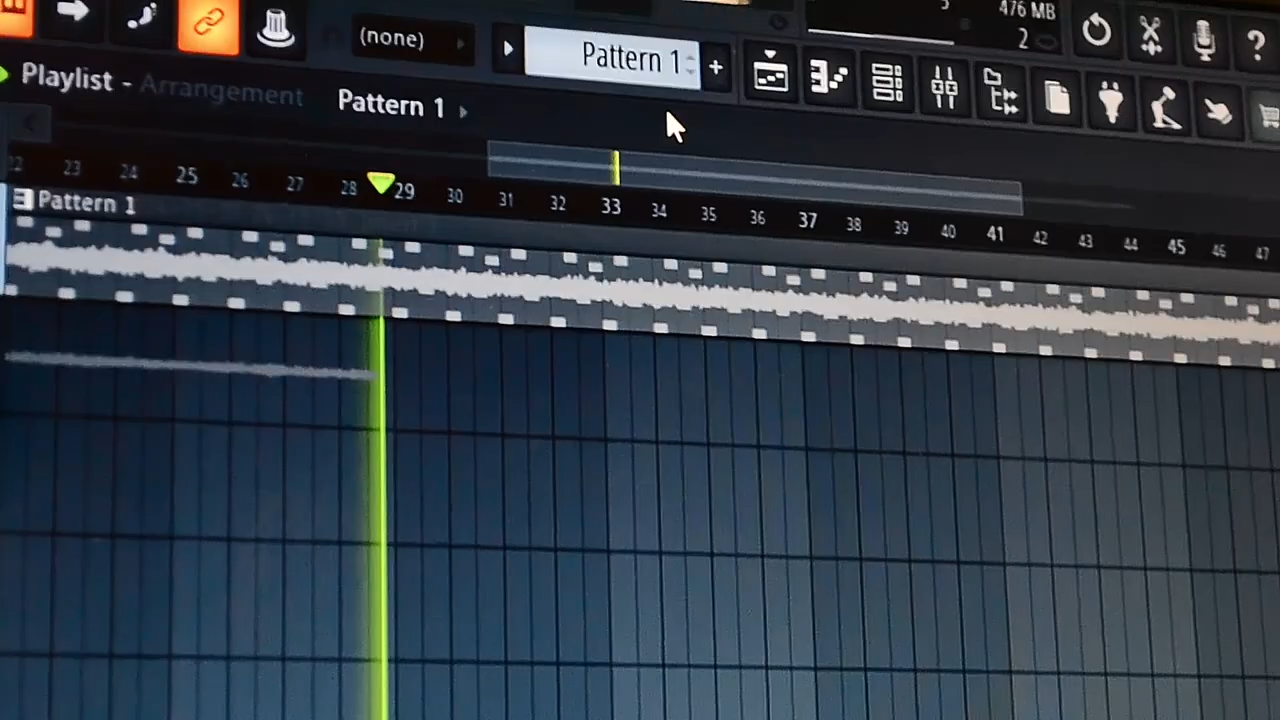 476 MB
2
(none)
Pattern 1
+
?
Playlist - Arrangement
Pattern 1
22 23 24 25 26 27 28 29 30 31 32 33 34 35 36 37 38 39 40 41 42 43 44 45 46 47
Pattern 1